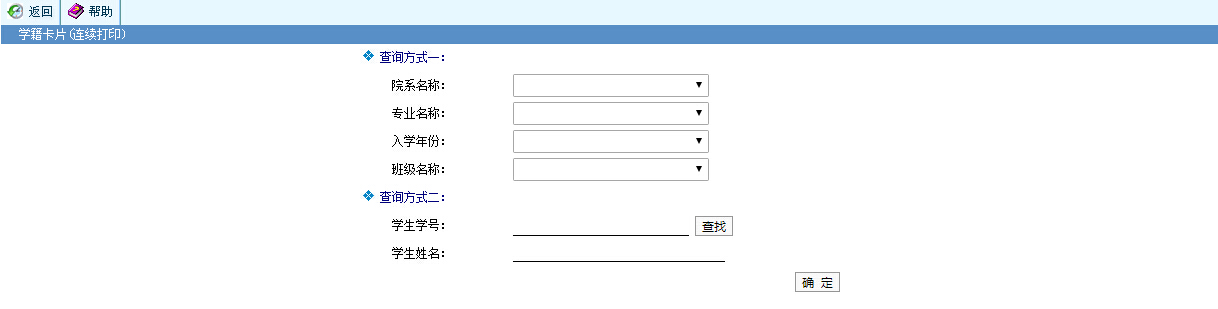 返回 帮助
学籍卡片(连续打印)
查询方式一：
院系名称：
专业名称：
入学年份：
班级名称：
查询方式二：
学生学号： 查找
学生姓名：
确 定